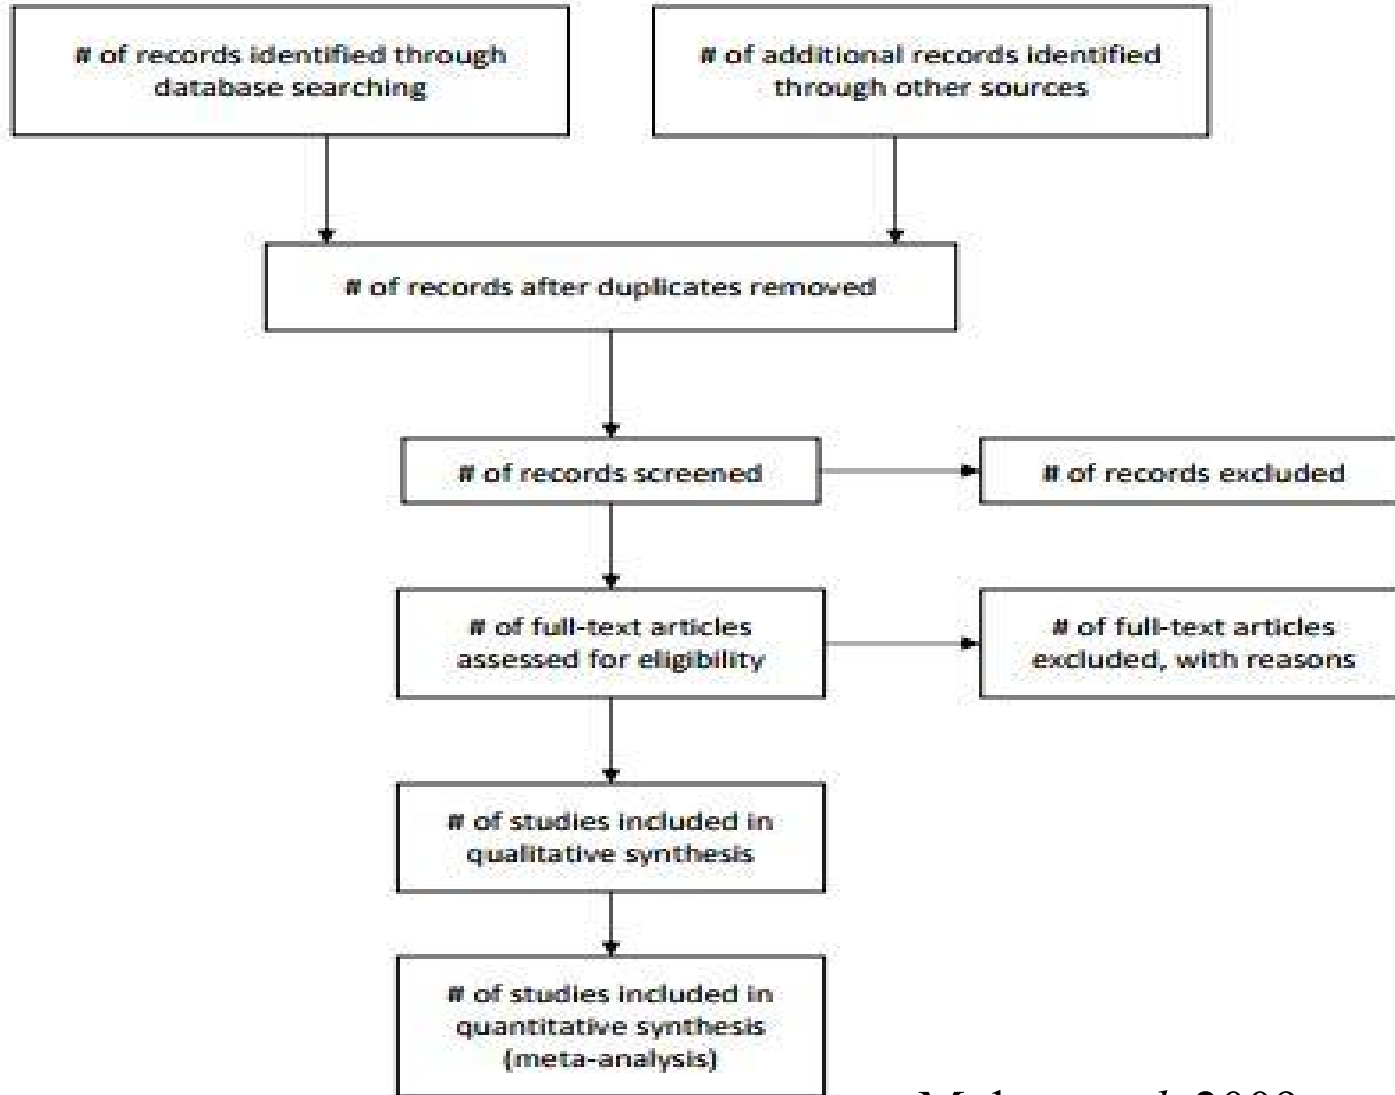 # of records identified through
database searching
# of additional records identified
through other sources
# of records after duplicates removed
# of records screened
# of records excluded
# of full-text articles
assessed for eligibility
# of full-text articles
excluded, with reasons
# of studies included in
qualitative synthesis
# of studies included in
quantitative synthesis
(meta-analysis)
2009